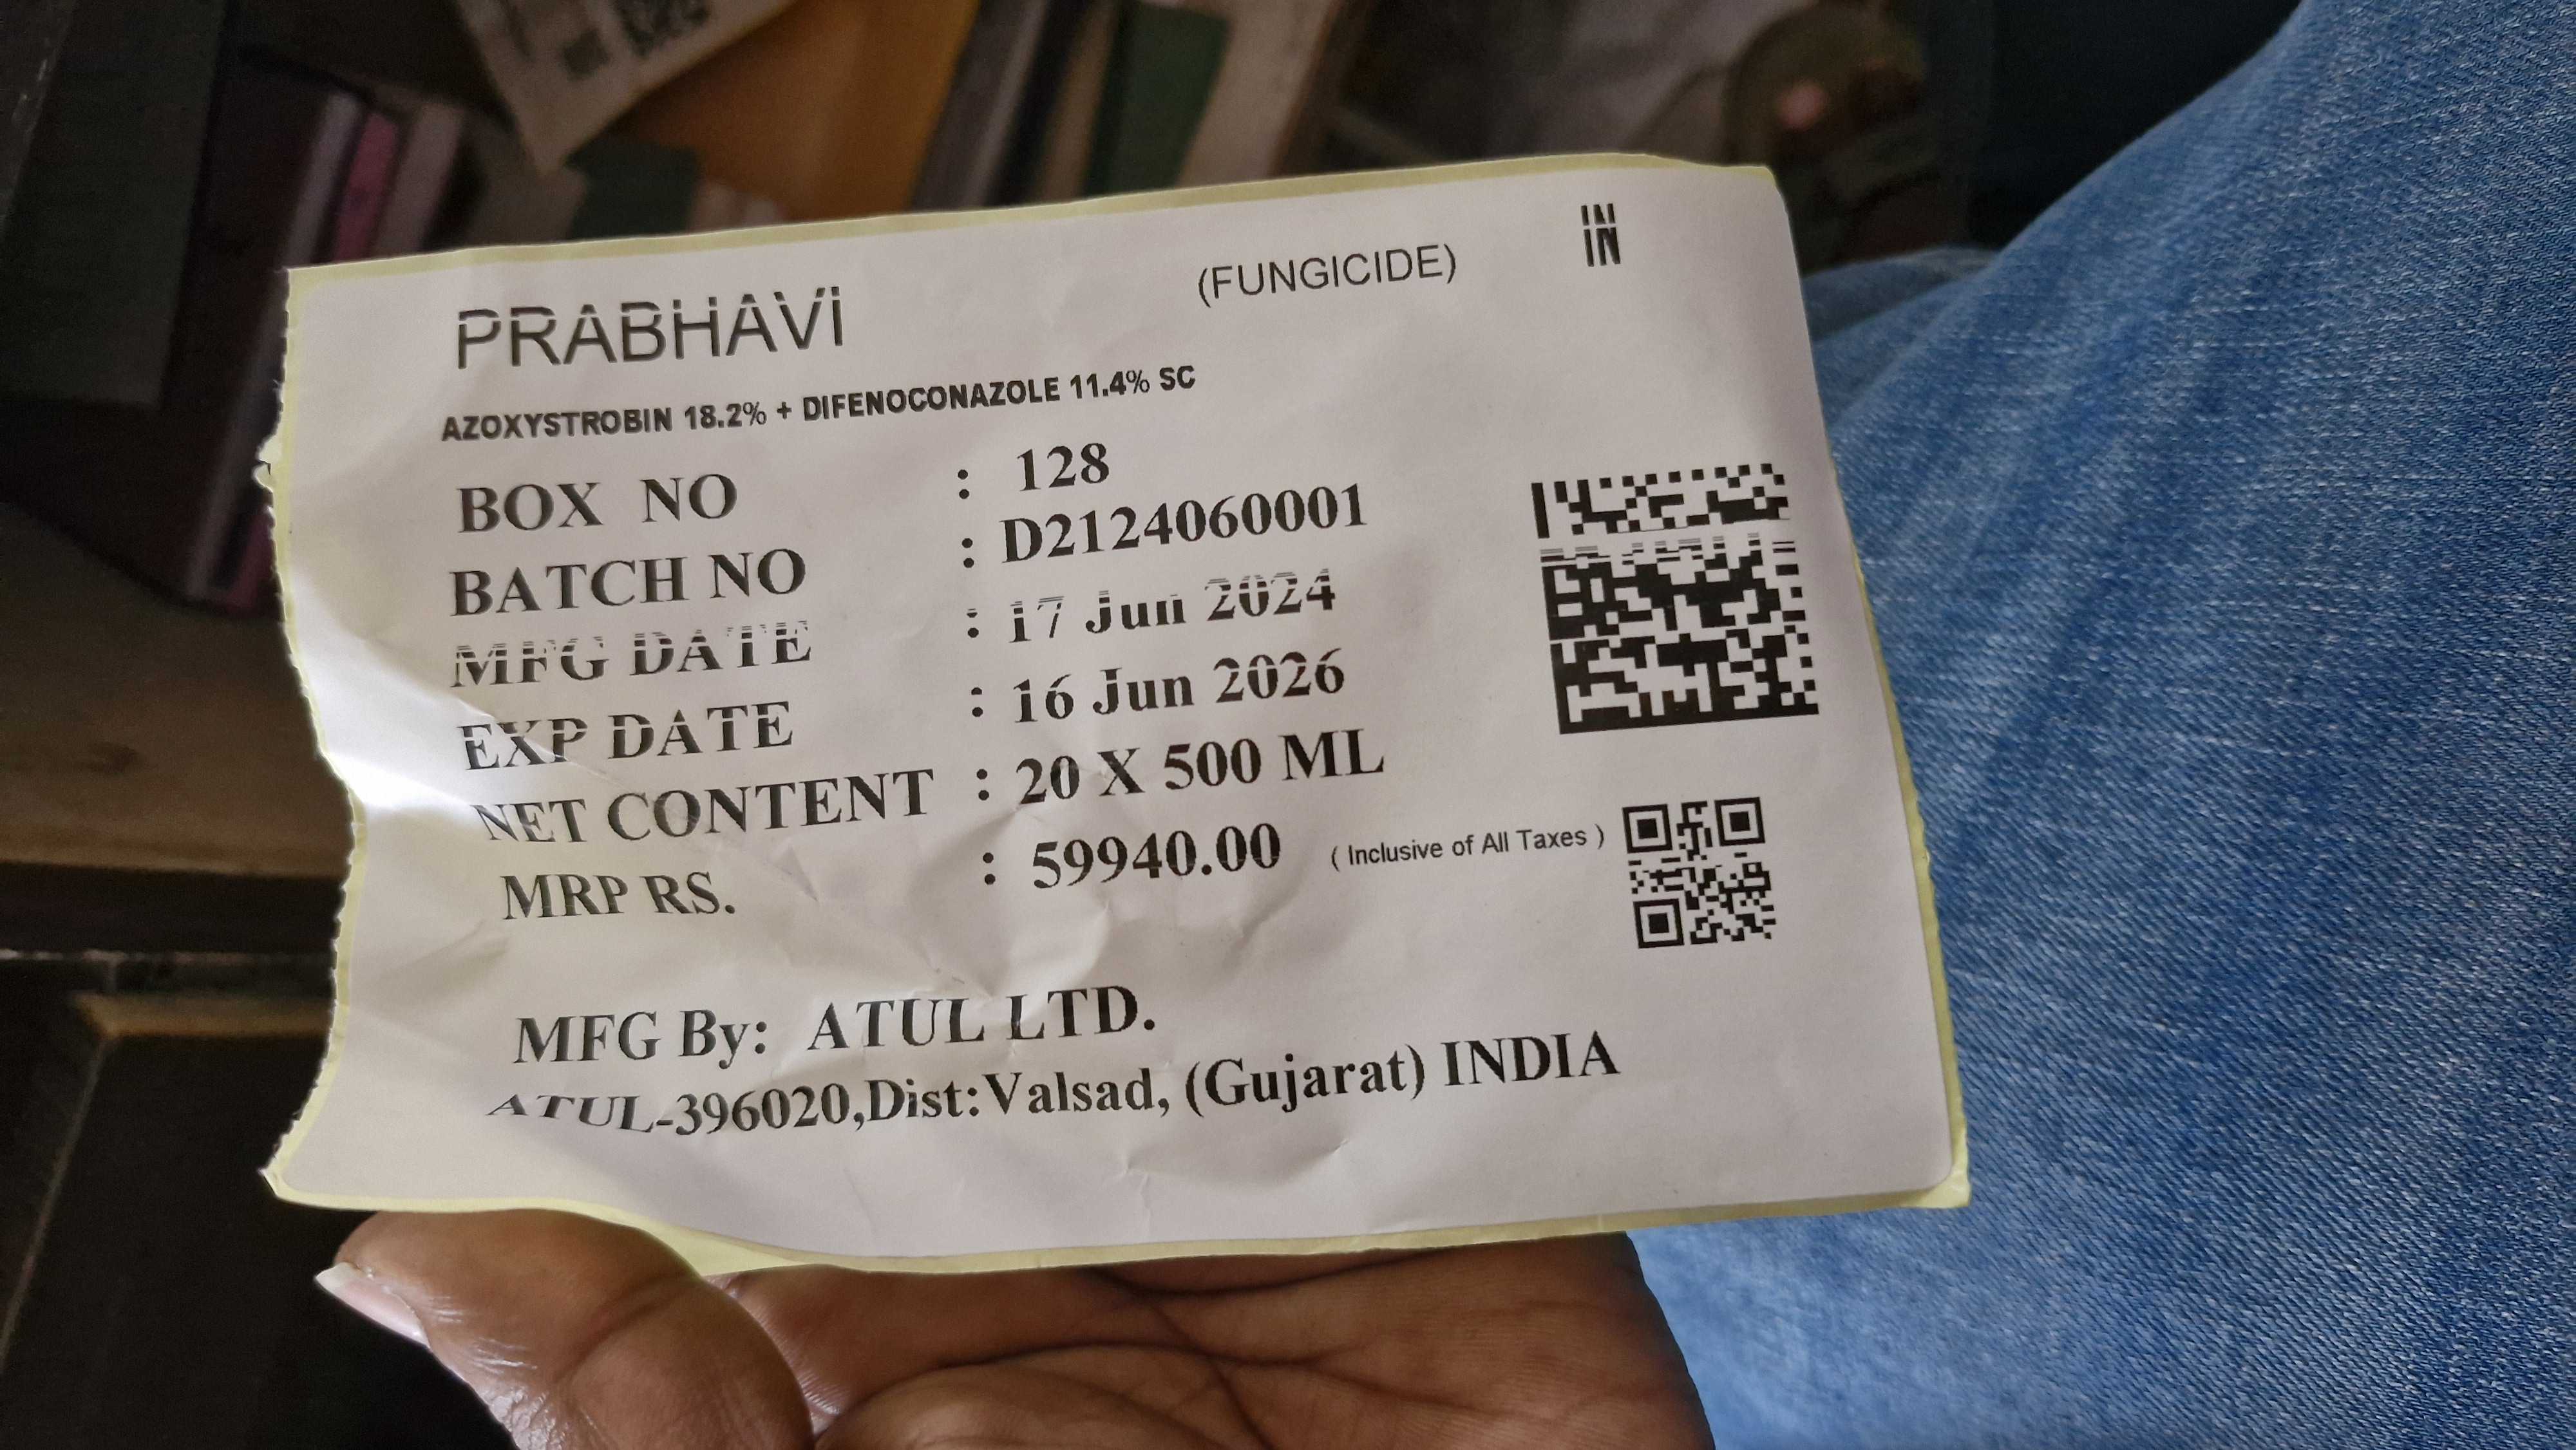 PRABHAVI (FUNGICIDE) IN
AZOXYSTROBIN 18.2% + DIFENOCONAZOLE 11.4% SC
BOX NO : 128
BATCH NO : D2124060001
MFG DATE : 17 Jun 2024
EXP DATE : 16 Jun 2026
NET CONTENT : 20 X 500 ML
MRP RS. : 59940.00 ( Inclusive of All Taxes )
MFG By: ATUL LTD.
ATUL-396020,Dist:Valsad, (Gujarat) INDIA